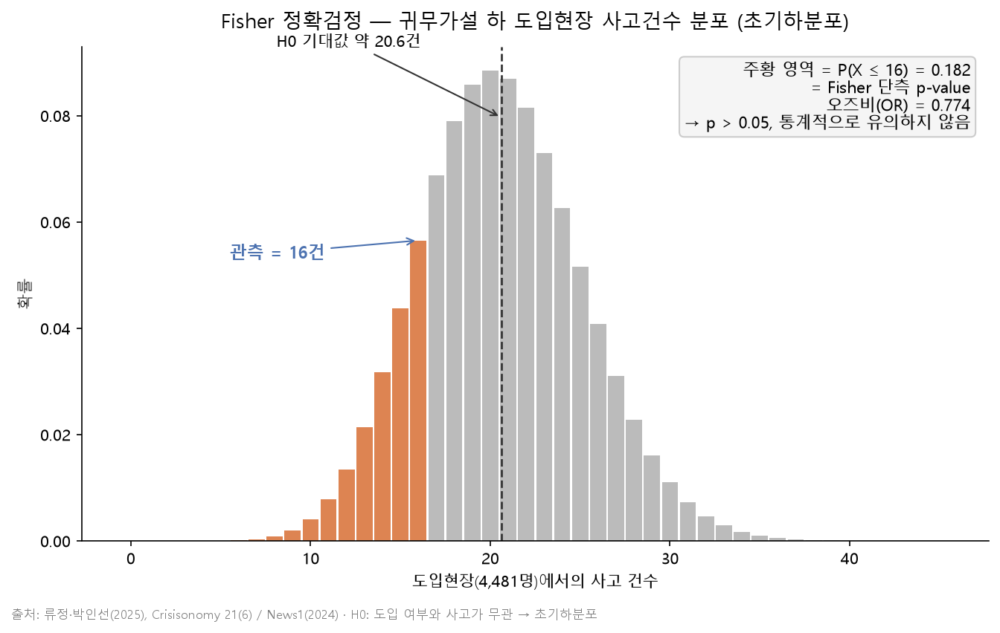 Fisher 정확검정 — 귀무가설 하 도입현장 사고건수 분포 (초기하분포)
H0 기대값 약 20.6건
주황 영역 = P(X ≤ 16) = 0.182
= Fisher 단측 p-value
오즈비(OR) = 0.774
→ p > 0.05, 통계적으로 유의하지 않음
관측 = 16건
확률
0.08
0.06
0.04
0.02
0.00
0 10 20 30 40
도입현장(4,481명)에서의 사고 건수
출처: 류정·박인선(2025), Crisisonomy 21(6) / News1(2024) · H0: 도입 여부와 사고가 무관 → 초기하분포